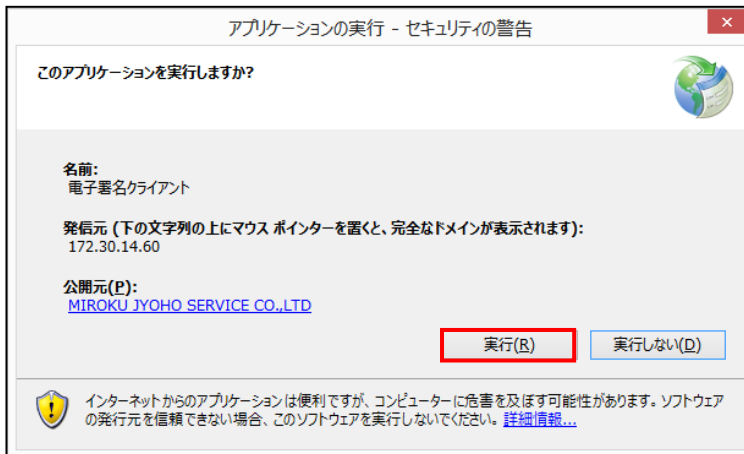 アプリケーションの実行 - セキュリティの警告
このアプリケーションを実行しますか?
名前:
電子署名クライアント
発信元 (下の文字列の上にマウス ポインターを置くと、完全なドメインが表示されます):
172.30.14.60
公開元(P):
MIROKU JYOHO SERVICE CO.,LTD
実行(R) 実行しない(D)
インターネットからのアプリケーションは便利ですが、コンピューターに危害を及ぼす可能性があります。ソフトウェア
の発行元を信頼できない場合、このソフトウェアを実行しないでください。詳細情報...